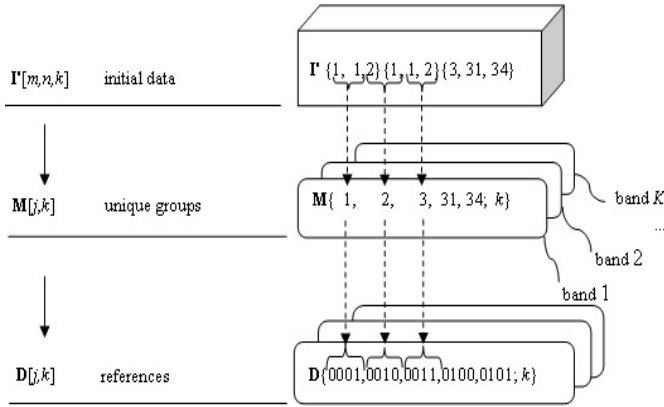 I' {1, 1,2}{1, 1, 2}{3, 31, 34}
I'[m,n,k] initial data
M[j,k] unique groups
M{ 1, 2, 3, 31, 34; k}
band K
...
band 2
band 1
D[j,k] references
D{0001,0010,0011,0100,0101; k}